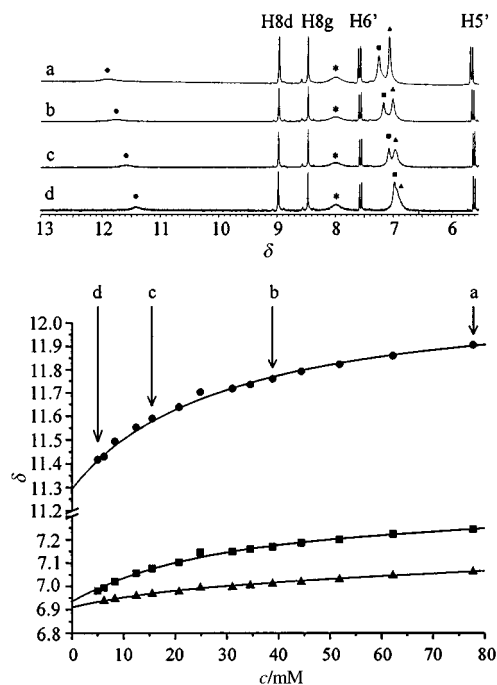 H8d H8g H6' H5'
a
b
c
d
13 12 11 10 9 8 7 6
δ
d c b a
12.0
11.9
11.8
11.7
11.6
11.5
11.4
11.3
11.2
δ
7.2
7.1
7.0
6.9
6.8
0 10 20 30 40 50 60 70 80
c/mM